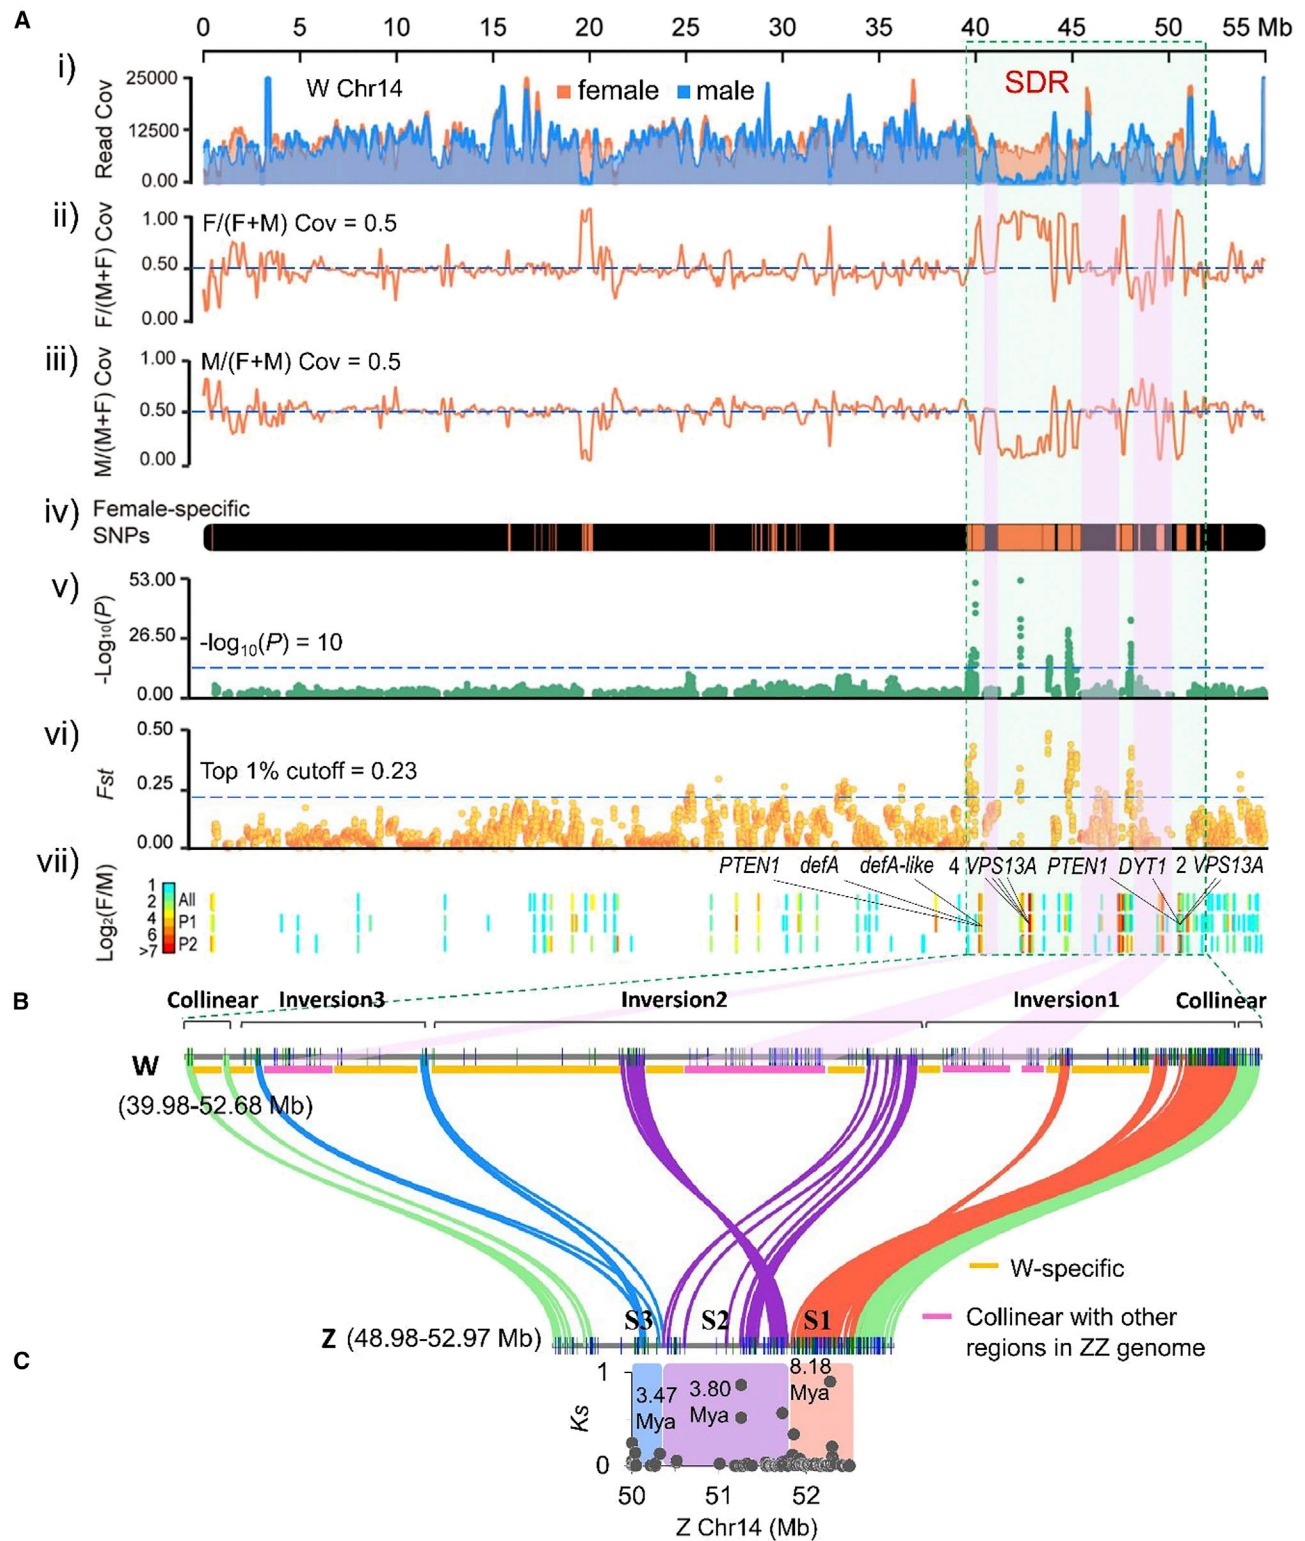 A
0 5 10 15 20 25 30 35 40 45 50 55 Mb
i)
Read Cov
25000
12500
0.00
W Chr14
female
male
SDR
ii)
F/(M+F) Cov
1.00
0.50
0.00
F/(F+M) Cov = 0.5
iii)
M/(M+F) Cov
1.00
0.50
0.00
M/(F+M) Cov = 0.5
iv)
Female-specific
SNPs
v)
-Log10(P)
53.00
26.50
0.00
-log10(P) = 10
vi)
Fst
0.50
0.25
0.00
Top 1% cutoff = 0.23
vii)
Log2(F/M)
1
2
4
6
>7
All
P1
P2
PTEN1 defA defA-like 4 VPS13A PTEN1 DYT1 2 VPS13A
B
Collinear Inversion3 Inversion2 Inversion1 Collinear
W
(39.98-52.68 Mb)
W-specific
Collinear with other
regions in ZZ genome
S3 S2 S1
Z (48.98-52.97 Mb)
C
Ks
1
0
3.47
Mya
3.80
Mya
8.18
Mya
50 51 52
Z Chr14 (Mb)